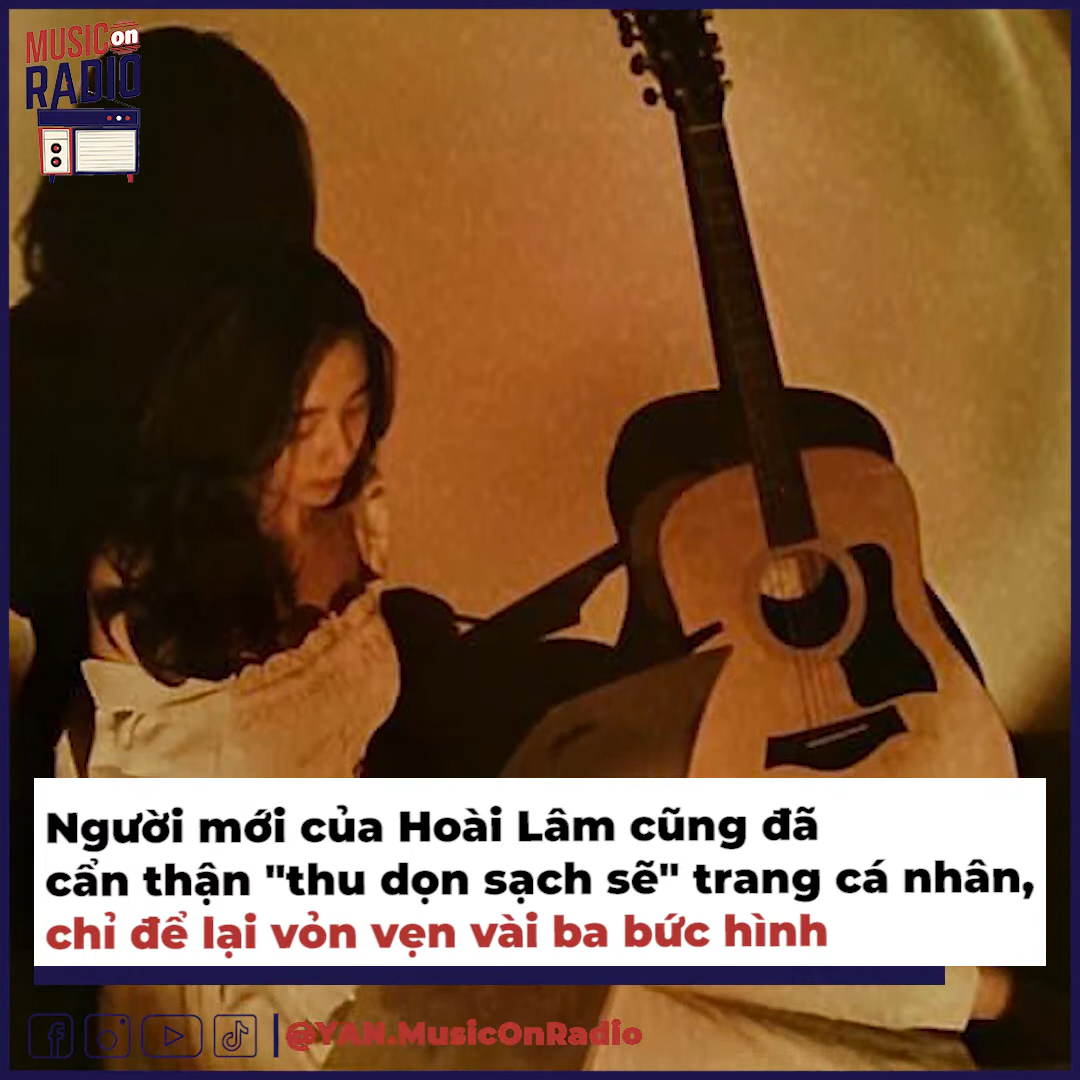 MUSIC on
RADIO
Người mới của Hoài Lâm cũng đã
cẩn thận "thu dọn sạch sẽ" trang cá nhân,
chỉ để lại vỏn vẹn vài ba bức hình
@YAN.MusicOnRadio